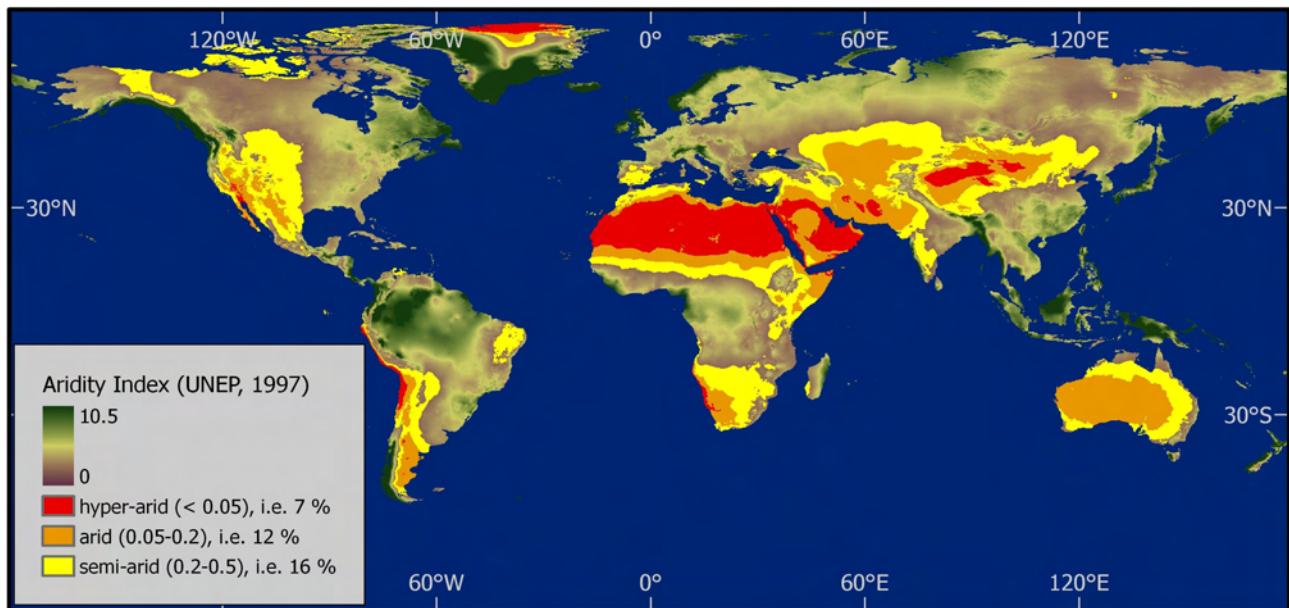 120°W 60°W 0° 60°E 120°E
30°N 30°N
Aridity Index (UNEP, 1997)
10.5
0
30°S 30°S
hyper-arid (< 0.05), i.e. 7 %
arid (0.05-0.2), i.e. 12 %
semi-arid (0.2-0.5), i.e. 16 %
60°W 0° 60°E 120°E